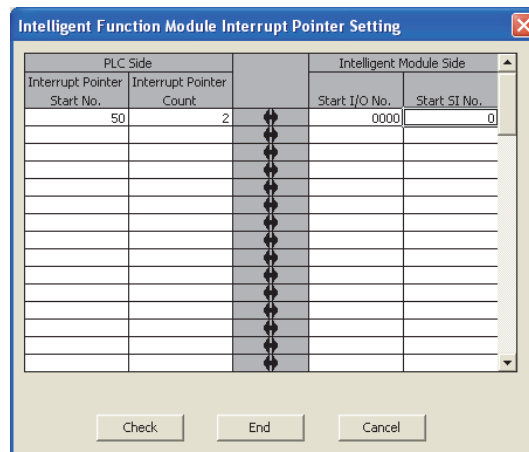 Intelligent Function Module Interrupt Pointer Setting
PLC Side Intelligent Module Side
Interrupt Pointer Interrupt Pointer
Start No. Count Start I/O No. Start SI No.
50 2 0000 0
Check End Cancel